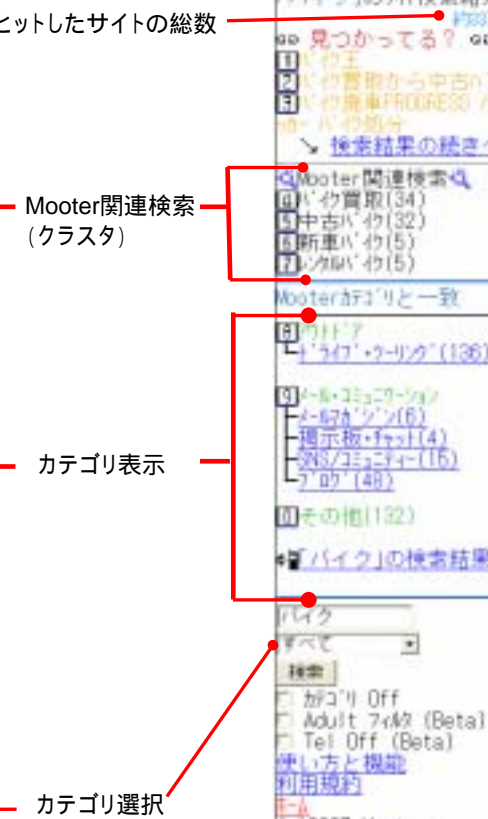 ヒットしたサイトの総数
見つかってる?
1
2 ﾊﾞｲｸ買取から中古
3 ﾊﾞｲｸ廃車PROGRESS
検索結果の続き
Mooter関連検索
(クラスタ)
Mooter関連検索
4 ﾊﾞｲｸ買取(34)
5 中古ﾊﾞｲｸ(32)
6 新車ﾊﾞｲｸ(5)
7 ﾚﾝﾀﾙﾊﾞｲｸ(5)
Mooterｶﾃｺﾞﾘと一致
8 ｱｳﾄﾄﾞｱ
ﾄﾞﾗｲﾌﾞ・ﾂｰﾘﾝｸﾞ(136)
9 ﾒｰﾙ・ｺﾐｭﾆｹｰｼｮﾝ
ﾒｰﾙﾏｶﾞｼﾞﾝ(6)
カテゴリ表示
掲示板・ﾁｬｯﾄ(4)
SNS/ｺﾐｭﾆﾃｨｰ(15)
ﾌﾞﾛｸﾞ(48)
0 その他(132)
「バイク」の検索結果
バイク
すべて
検索
ｶﾃｺﾞﾘ Off
Adult ﾌｨﾙﾀ (Beta)
Tel Off (Beta)
使い方と機能
利用規約
カテゴリ選択